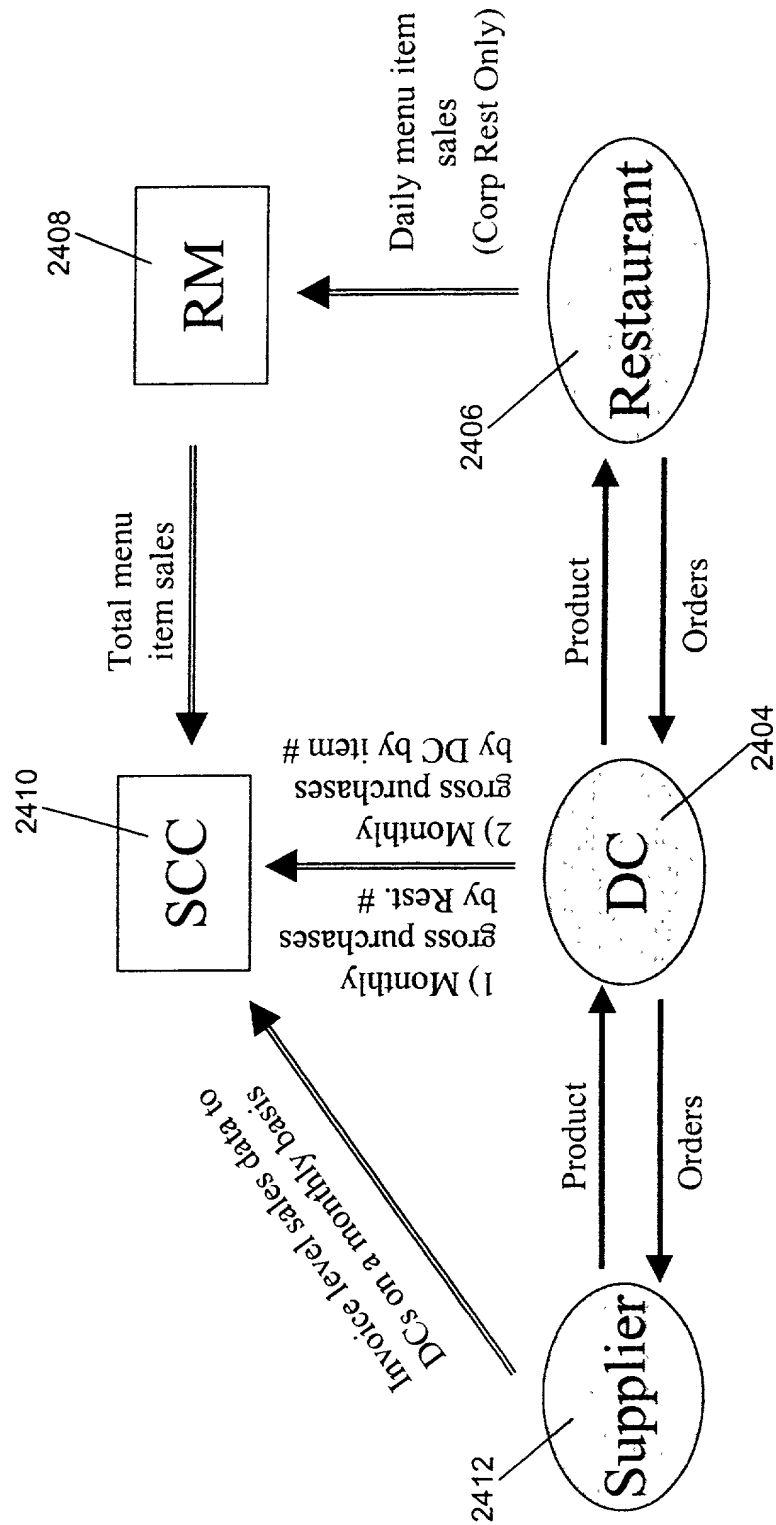 2410
SCC
Total menu
item sales
2408
RM
Invoice level sales data to
DCs on a monthly basis
1) Monthly
gross purchases
by Rest. #
2) Monthly
gross purchases
by DC by item #
Daily menu item
sales
(Corp Rest Only)
2412
Supplier
Product
Orders
DC
2404
Product
Orders
2406
Restaurant